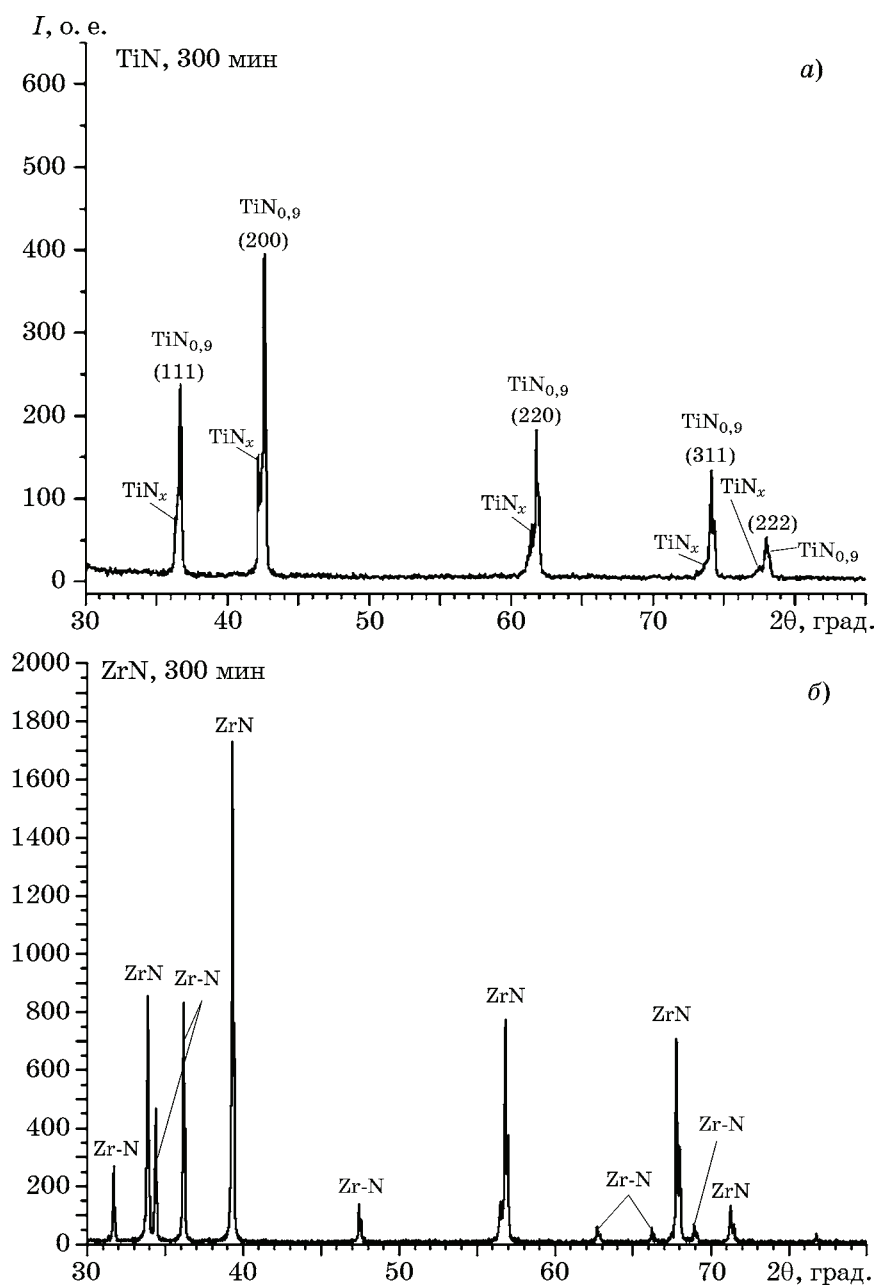 I, о. е.
TiN, 300 мин
а)
600
500
400
300
200
100
0
TiN0,9
(200)
TiN0,9
(111)
TiNx
TiNx
TiN0,9
(220)
TiNx
TiN0,9
(311)
TiNx
TiNx
(222)
TiN0,9
30
40
50
60
70
2θ, град.
ZrN, 300 мин
б)
2000
1800
1600
1400
1200
1000
800
600
400
200
0
ZrN
ZrN
Zr-N
Zr-N
Zr-N
ZrN
Zr-N
ZrN
Zr-N
ZrN
30
40
50
60
70
2θ, град.